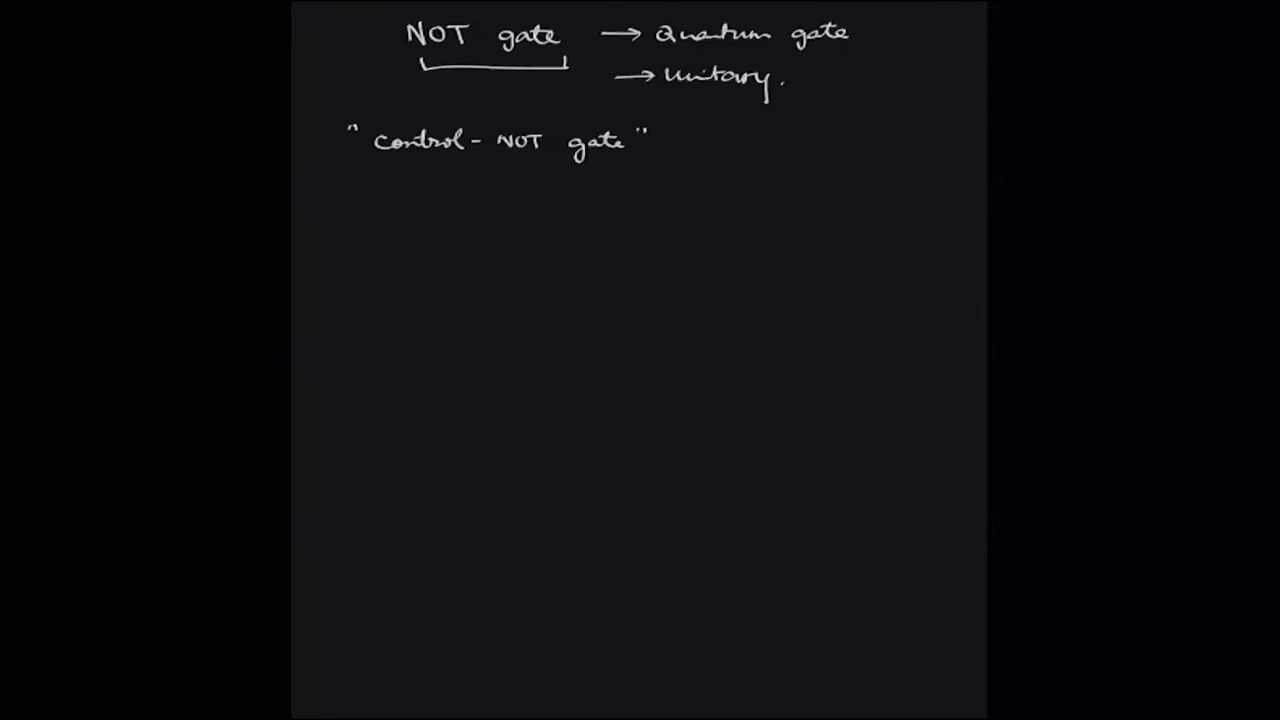 NOT gate → Quantum gate
→ Unitary.
"Control-NOT gate"